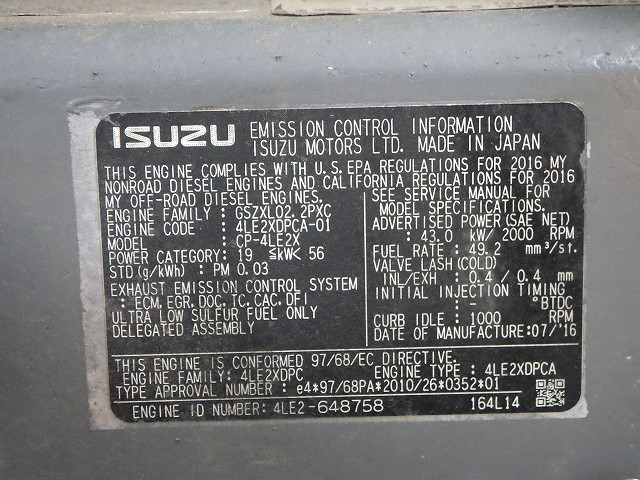 ISUZU EMISSION CONTROL INFORMATION
ISUZU MOTORS LTD. MADE IN JAPAN
THIS ENGINE COMPLIES WITH U.S.EPA REGULATIONS FOR 2016 MY
NONROAD DIESEL ENGINES AND CALIFORNIA REGULATIONS FOR 2016
MY OFF-ROAD DIESEL ENGINES.
ENGINE FAMILY : GSZXL02.2PXC
ENGINE CODE : 4LE2XDPCA-01
MODEL : CP-4LE2X
POWER CATEGORY: 19 ≦kW< 56
STD (g/kWh) : PM 0.03
EXHAUST EMISSION CONTROL SYSTEM
: ECM, EGR, DOC, TC, CAC, DFI
ULTRA LOW SULFUR FUEL ONLY
DELEGATED ASSEMBLY
SEE SERVICE MANUAL FOR
MODEL SPECIFICATIONS.
ADVERTISED POWER (SAE NET)
: 43.0 kW/ 2000 RPM
FUEL RATE : 49.2 mm³/st.
VALVE LASH (COLD)
INL/EXH : 0.4 / 0.4 mm
INITIAL INJECTION TIMING
: - °BTDC
CURB IDLE : 1000 RPM
DATE OF MANUFACTURE:07/'16
THIS ENGINE IS CONFORMED 97/68/EC DIRECTIVE.
ENGINE FAMILY: 4LE2XDPC ENGINE TYPE : 4LE2XDPCA
TYPE APPROVAL NUMBER : e4*97/68PA*2010/26*0352*01
ENGINE ID NUMBER: 4LE2-648758 164L14